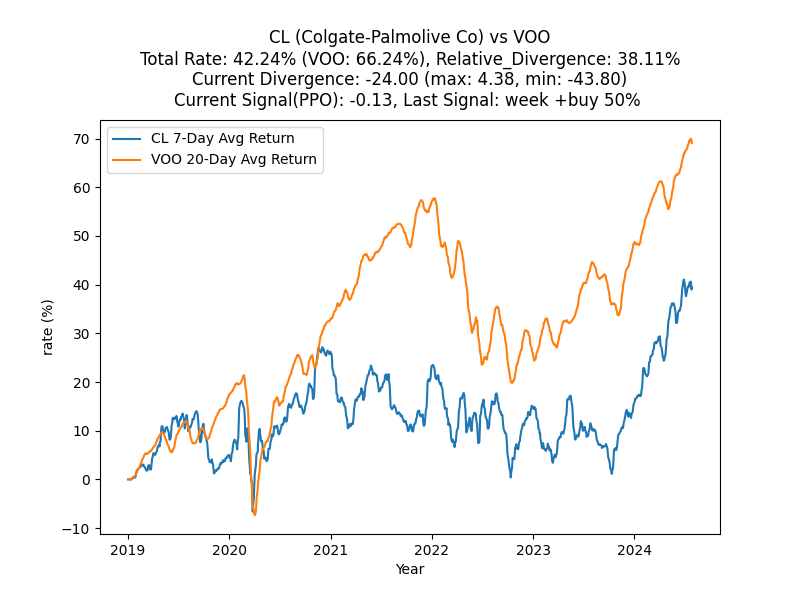 CL (Colgate-Palmolive Co) vs VOO
Total Rate: 42.24% (VOO: 66.24%), Relative_Divergence: 38.11%
Current Divergence: -24.00 (max: 4.38, min: -43.80)
Current Signal(PPO): -0.13, Last Signal: week +buy 50%
CL 7-Day Avg Return
VOO 20-Day Avg Return
rate (%)
70
60
50
40
30
20
10
0
−10
2019 2020 2021 2022 2023 2024
Year